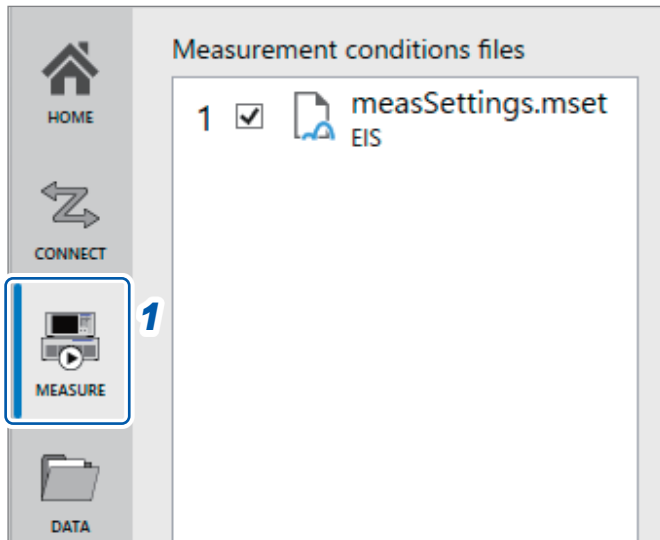 HOME
CONNECT
MEASURE
1
DATA
Measurement conditions files
1 measSettings.mset
EIS